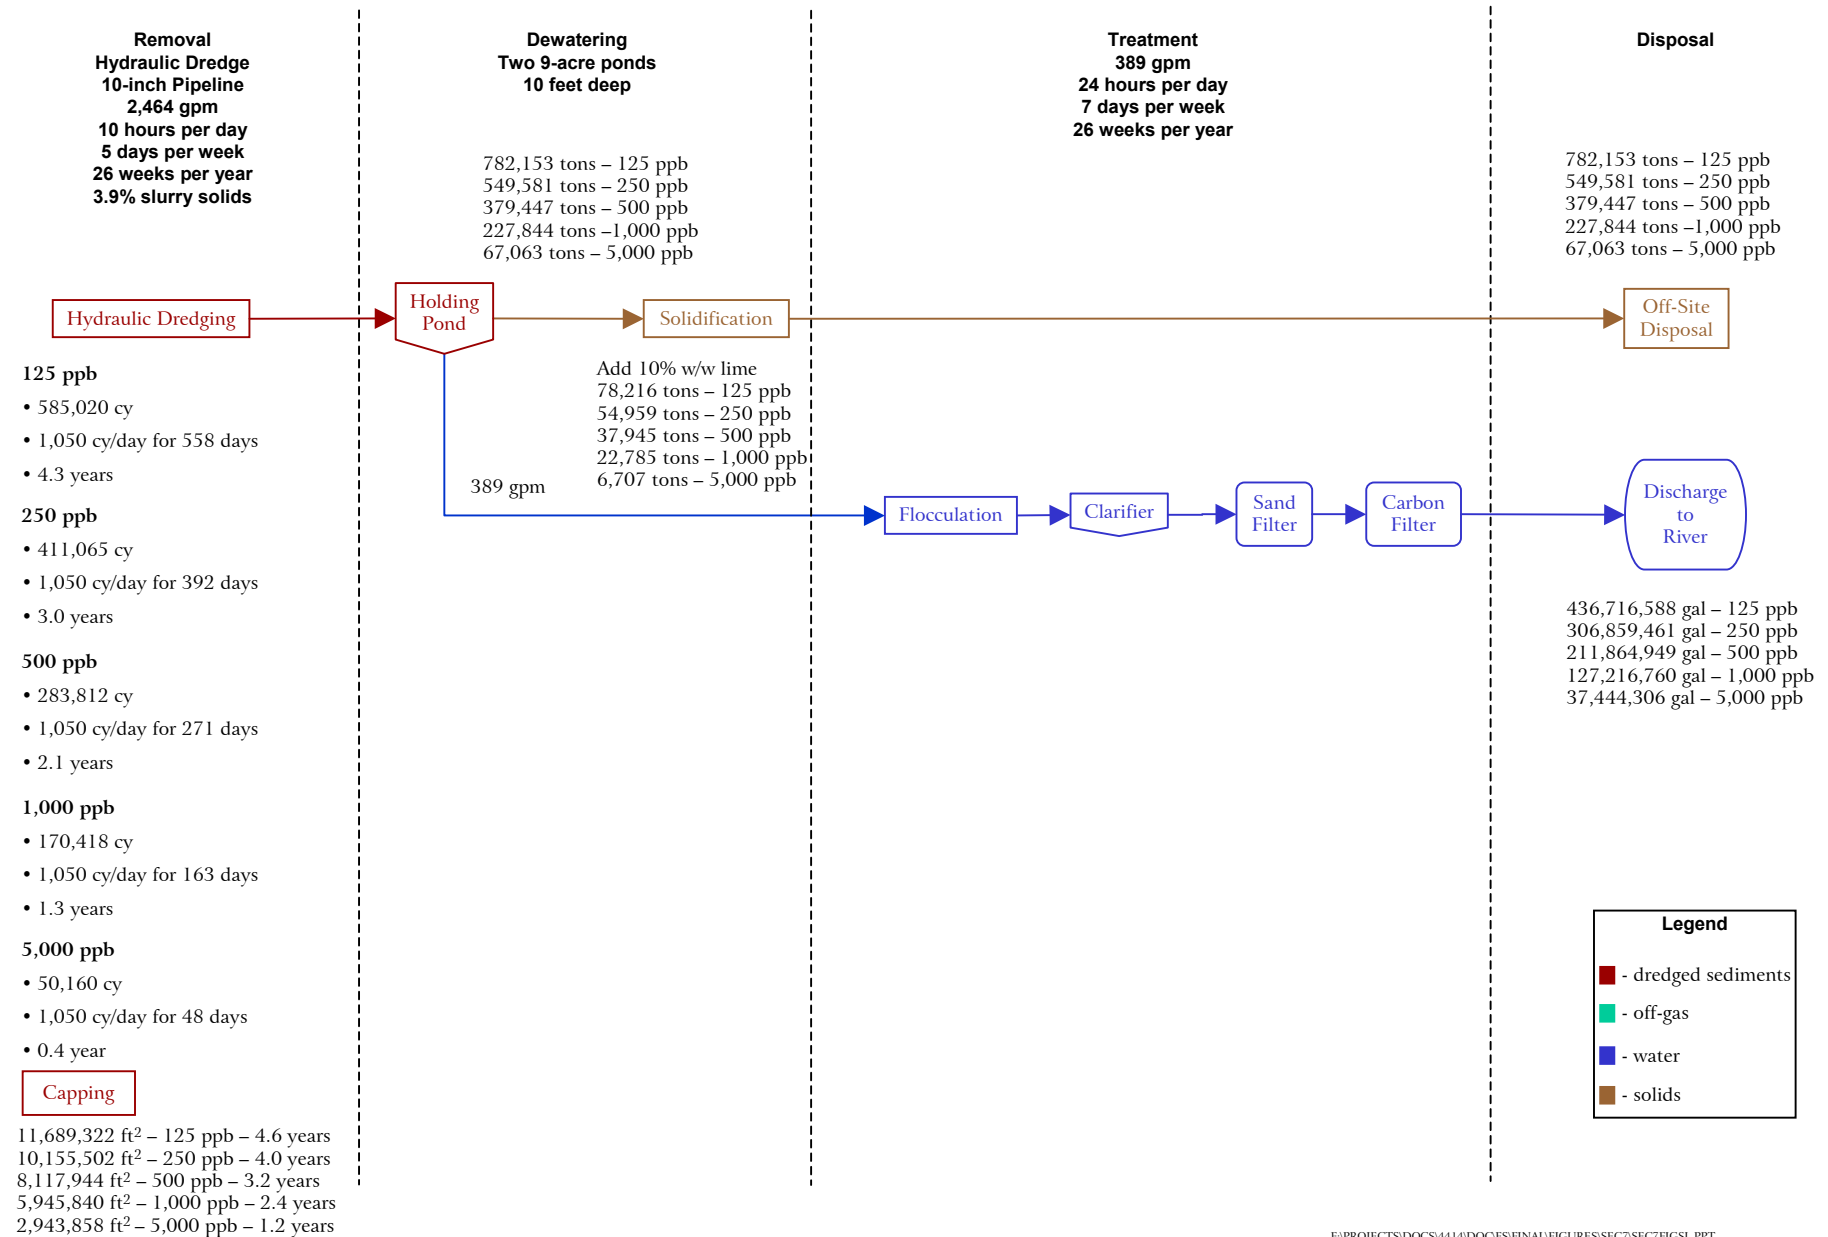 Removal
Hydraulic Dredge
10-inch Pipeline
2,464 gpm
10 hours per day
5 days per week
26 weeks per year
3.9% slurry solids
Dewatering
Two 9-acre ponds
10 feet deep
Treatment
389 gpm
24 hours per day
7 days per week
26 weeks per year
Disposal
782,153 tons – 125 ppb
549,581 tons – 250 ppb
379,447 tons – 500 ppb
227,844 tons –1,000 ppb
67,063 tons – 5,000 ppb
782,153 tons – 125 ppb
549,581 tons – 250 ppb
379,447 tons – 500 ppb
227,844 tons –1,000 ppb
67,063 tons – 5,000 ppb
Hydraulic Dredging
Holding
Pond
Solidification
Off-Site
Disposal
125 ppb
• 585,020 cy
• 1,050 cy/day for 558 days
• 4.3 years
250 ppb
• 411,065 cy
• 1,050 cy/day for 392 days
• 3.0 years
500 ppb
• 283,812 cy
• 1,050 cy/day for 271 days
• 2.1 years
1,000 ppb
• 170,418 cy
• 1,050 cy/day for 163 days
• 1.3 years
5,000 ppb
• 50,160 cy
• 1,050 cy/day for 48 days
• 0.4 year
Capping
11,689,322 ft² – 125 ppb – 4.6 years
10,155,502 ft² – 250 ppb – 4.0 years
8,117,944 ft² – 500 ppb – 3.2 years
5,945,840 ft² – 1,000 ppb – 2.4 years
2,943,858 ft² – 5,000 ppb – 1.2 years
Add 10% w/w lime
78,216 tons – 125 ppb
54,959 tons – 250 ppb
37,945 tons – 500 ppb
22,785 tons – 1,000 ppb
6,707 tons – 5,000 ppb
389 gpm
Flocculation
Clarifier
Sand
Filter
Carbon
Filter
Discharge
to
River
436,716,588 gal – 125 ppb
306,859,461 gal – 250 ppb
211,864,949 gal – 500 ppb
127,216,760 gal – 1,000 ppb
37,444,306 gal – 5,000 ppb
Legend
- dredged sediments
- off-gas
- water
- solids